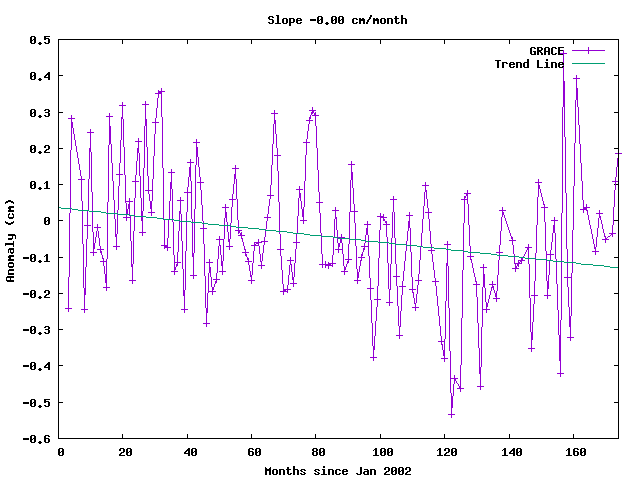 Slope -0.00 cm/month
0.5
0.4
0.3
0.2
0.1
0
-0.1
-0.2
-0.3
-0.4
-0.5
-0.6
Anomaly (cm)
GRACE
Trend Line
0 20 40 60 80 100 120 140 160
Months since Jan 2002